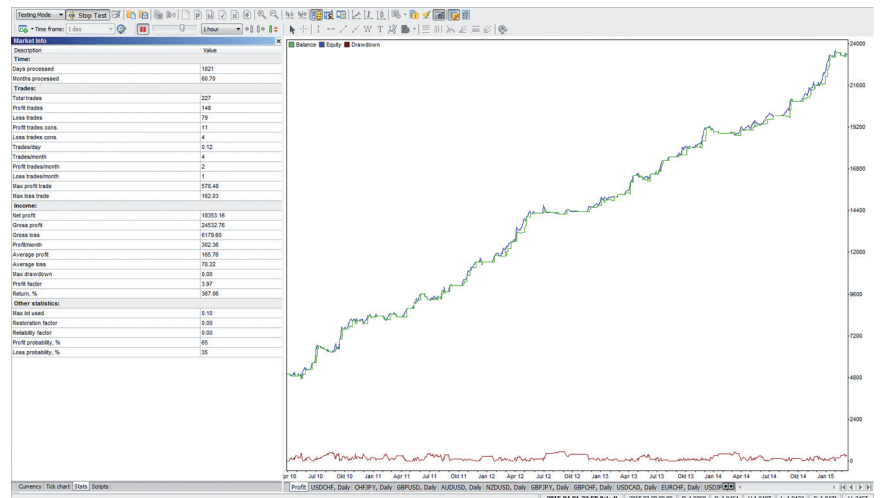 Testing Mode Stop Test
Time frame: 1 day 1 hour
Market Info
Description Value
Time:
Days processed 1821
Months processed 60.70
Trades:
Total trades 227
Profit trades 148
Loss trades 79
Profit trades cons. 11
Loss trades cons. 4
Trades/day 0.12
Trades/month 4
Profit trades/month 2
Loss trades/month 1
Max profit trade 578.48
Max loss trade 162.03
Income:
Net profit 18353.16
Gross profit 24532.76
Gross loss 6179.60
Profit/month 302.36
Average profit 165.76
Average loss 78.22
Max drawdown 0.00
Profit factor 3.97
Return, % 367.06
Other statistics:
Max lot used 0.10
Restoration factor 0.00
Reliability factor 0.00
Profit probability, % 65
Loss probability, % 35
Currency Tick chart Stats Scripts
Balance Equity Drawdown
24000
21600
19200
16800
14400
12000
9600
7200
4800
2400
0
pr 10 Jul 10 Okt 10 Jan 11 Apr 11 Jul 11 Okt 11 Jan 12 Apr 12 Jul 12 Okt 12 Jan 13 Apr 13 Jul 13 Okt 13 Jan 14 Apr 14 Jul 14 Okt 14 Jan 15
Profit USDCHF, Daily CHFJPY, Daily GBPUSD, Daily AUDUSD, Daily NZDUSD, Daily GBPJPY, Daily GBPCHF, Daily USDCAD, Daily EURCHF, Daily USDJP